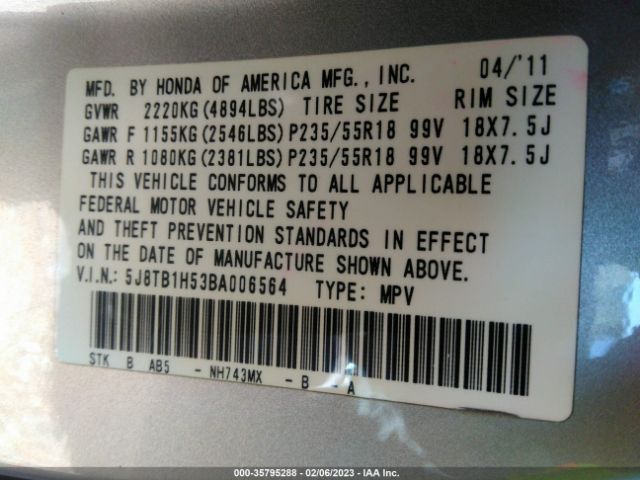 MFD. BY HONDA OF AMERICA MFG., INC. 04/'11
GVWR 2220KG(4894LBS) TIRE SIZE RIM SIZE
GAWR F 1155KG(2546LBS)P235/55R18 99V 18X7.5J
GAWR R 1080KG(2381LBS)P235/55R18 99V 18X7.5J
THIS VEHICLE CONFORMS TO ALL APPLICABLE
FEDERAL MOTOR VEHICLE SAFETY
AND THEFT PREVENTION STANDARDS IN EFFECT
ON THE DATE OF MANUFACTURE SHOWN ABOVE.
V.I.N.: 5J8TB1H53BA006564 TYPE: MPV
STK B AB5 - NH743MX - B - A
000-35795288 - 02/06/2023 - IAA Inc.